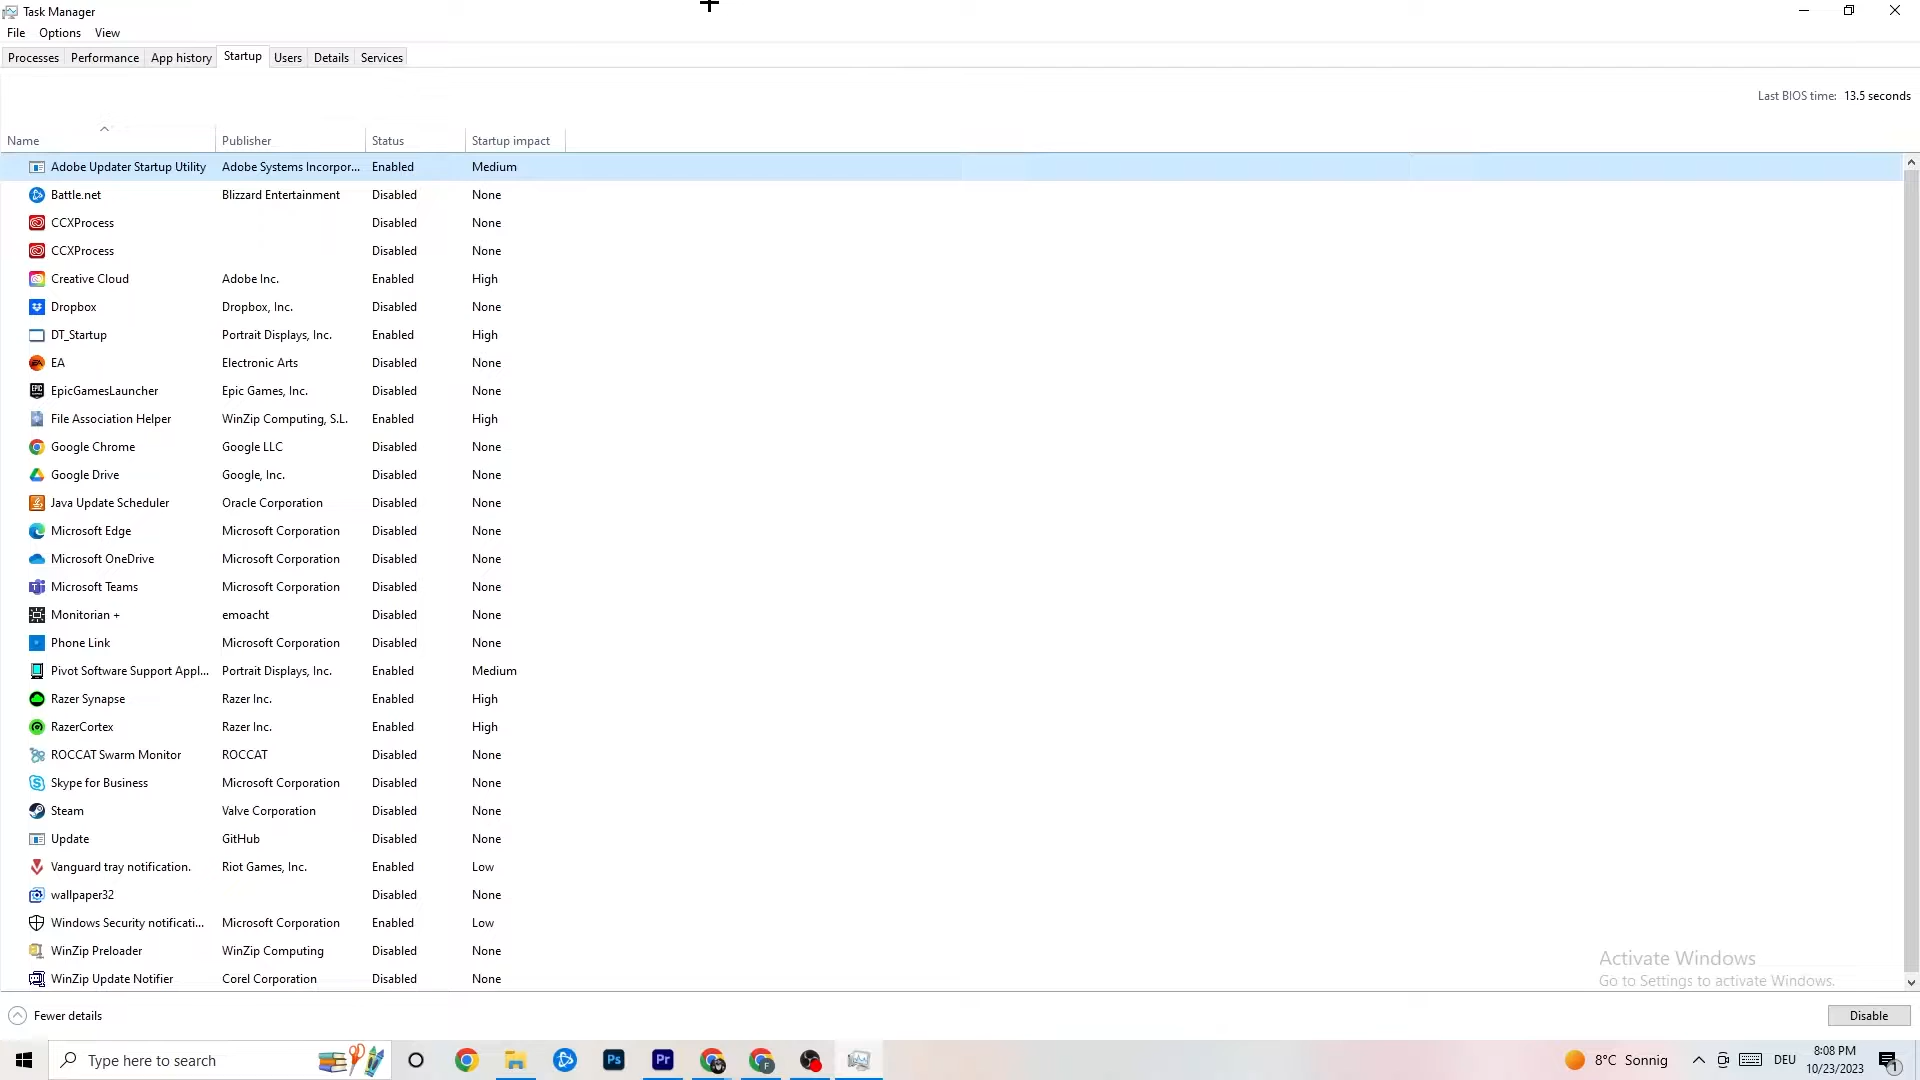 Task Manager
File Options View
Processes Performance App history Startup Users Details Services
Last BIOS time: 13.5 seconds
Name Publisher Status Startup impact
Adobe Updater Startup Utility Adobe Systems Incorpor... Enabled Medium
Battle.net Blizzard Entertainment Disabled None
CCXProcess Disabled None
CCXProcess Disabled None
Creative Cloud Adobe Inc. Enabled High
Dropbox Dropbox, Inc. Disabled None
DT_Startup Portrait Displays, Inc. Enabled High
EA Electronic Arts Disabled None
EpicGamesLauncher Epic Games, Inc. Disabled None
File Association Helper WinZip Computing, S.L. Enabled High
Google Chrome Google LLC Disabled None
Google Drive Google, Inc. Disabled None
Java Update Scheduler Oracle Corporation Disabled None
Microsoft Edge Microsoft Corporation Disabled None
Microsoft OneDrive Microsoft Corporation Disabled None
Microsoft Teams Microsoft Corporation Disabled None
Monitorian + emoacht Disabled None
Phone Link Microsoft Corporation Disabled None
Pivot Software Support Appl... Portrait Displays, Inc. Enabled Medium
Razer Synapse Razer Inc. Enabled High
RazerCortex Razer Inc. Enabled High
ROCCAT Swarm Monitor ROCCAT Disabled None
Skype for Business Microsoft Corporation Disabled None
Steam Valve Corporation Disabled None
Update GitHub Disabled None
Vanguard tray notification. Riot Games, Inc. Enabled Low
wallpaper32 Disabled None
Windows Security notificati... Microsoft Corporation Enabled Low
WinZip Preloader WinZip Computing Disabled None
WinZip Update Notifier Corel Corporation Disabled None
Activate Windows
Go to Settings to activate Windows.
Fewer details Disable
Type here to search Ps Pr F 8°C Sonnig DEU 8:08 PM
10/23/2023 1